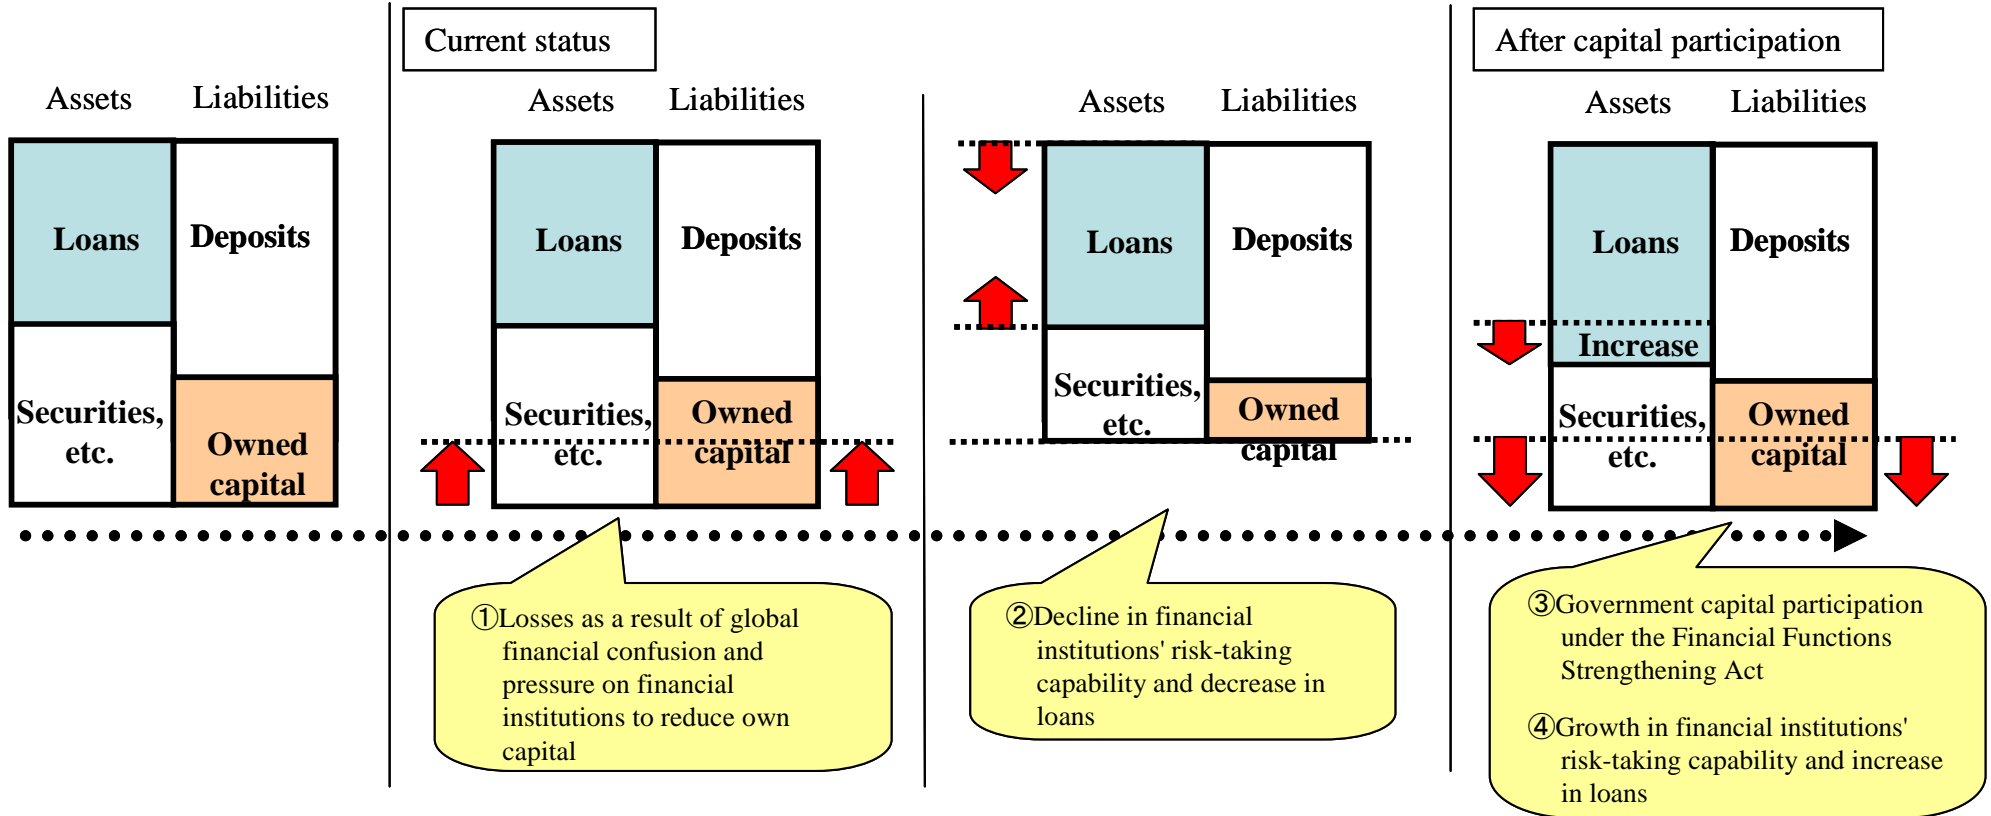 Current status
After capital participation
Assets Liabilities
Loans
Deposits
Securities,
etc.
Owned
capital
Assets Liabilities
Loans
Deposits
Securities,
etc.
Owned
capital
Assets Liabilities
Loans
Deposits
Securities,
etc.
Owned
capital
Assets Liabilities
Loans
Deposits
Increase
Securities,
etc.
Owned
capital
①Losses as a result of global
financial confusion and
pressure on financial
institutions to reduce own
capital
②Decline in financial
institutions' risk-taking
capability and decrease in
loans
③Government capital participation
under the Financial Functions
Strengthening Act
④Growth in financial institutions'
risk-taking capability and increase
in loans